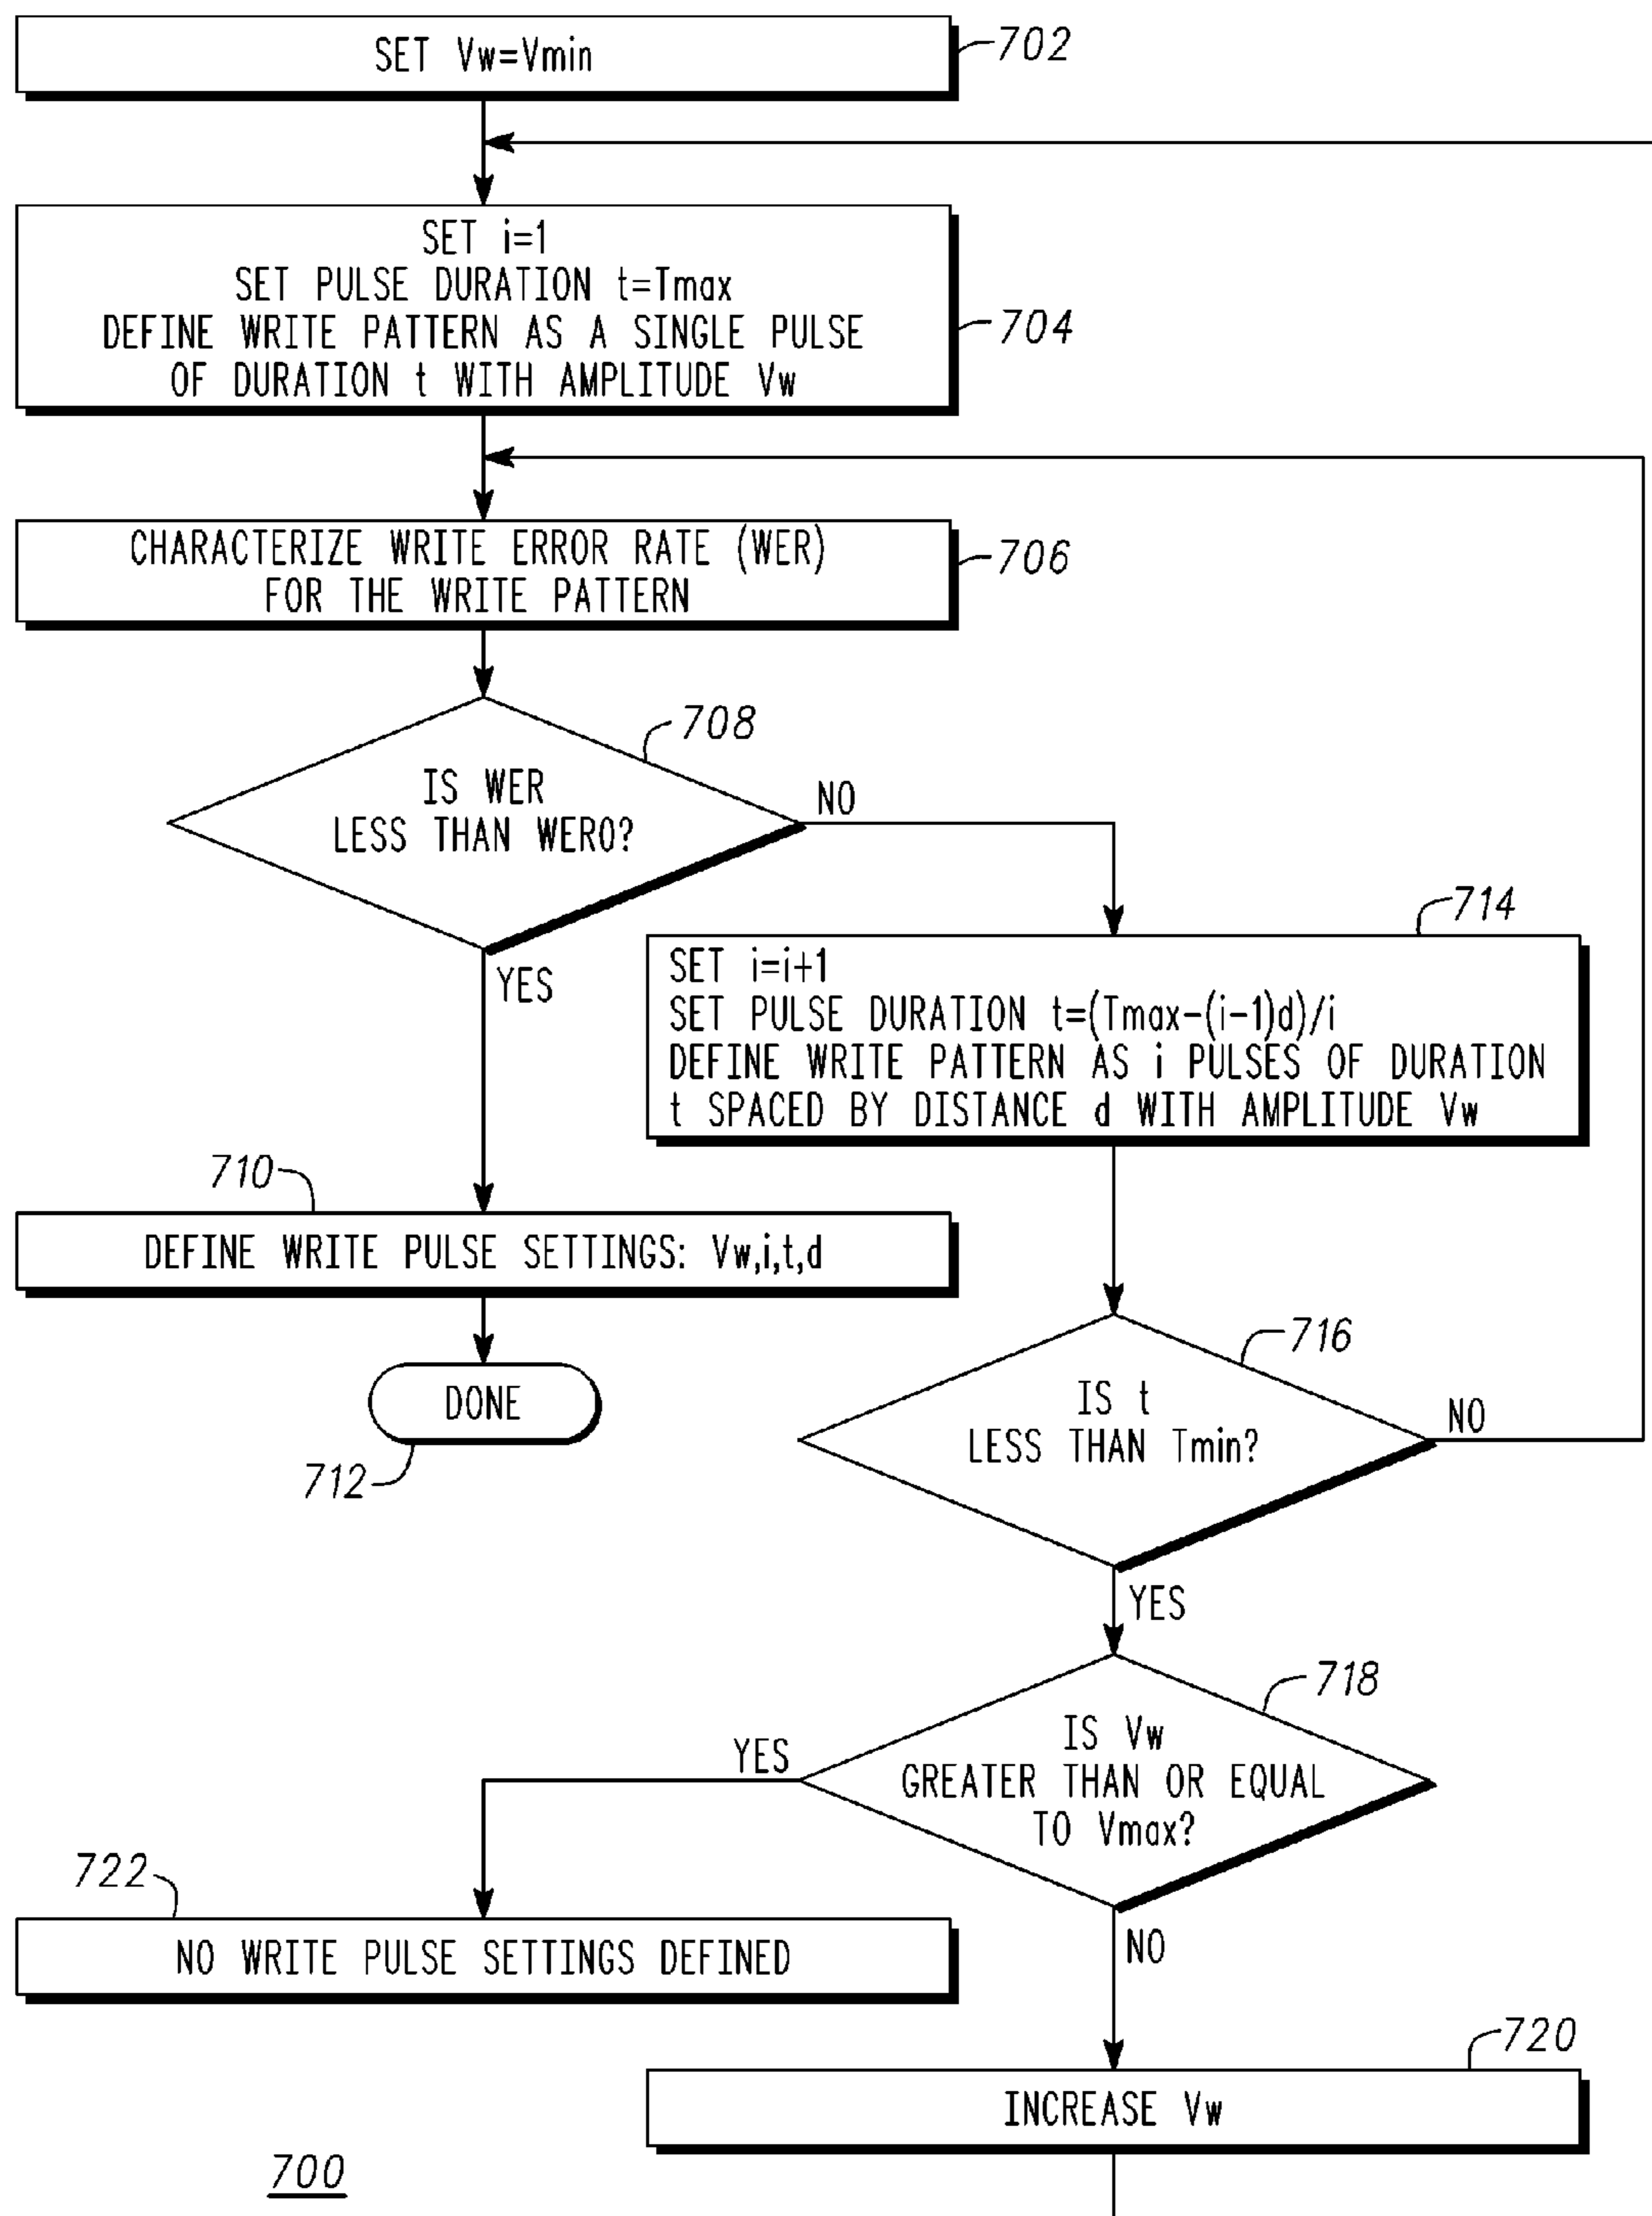 SET Vw=Vmin
702
SET i=1
SET PULSE DURATION t=Tmax
DEFINE WRITE PATTERN AS A SINGLE PULSE
OF DURATION t WITH AMPLITUDE Vw
704
CHARACTERIZE WRITE ERROR RATE (WER)
FOR THE WRITE PATTERN
706
708
IS WER
LESS THAN WER0?
NO
YES
714
SET i=i+1
SET PULSE DURATION t=(Tmax-(i-1)d)/i
DEFINE WRITE PATTERN AS i PULSES OF DURATION
t SPACED BY DISTANCE d WITH AMPLITUDE Vw
710
DEFINE WRITE PULSE SETTINGS: Vw,i,t,d
DONE
712
716
IS t
LESS THAN Tmin?
NO
YES
718
IS Vw
GREATER THAN OR EQUAL
TO Vmax?
YES
NO
722
NO WRITE PULSE SETTINGS DEFINED
720
INCREASE Vw
700